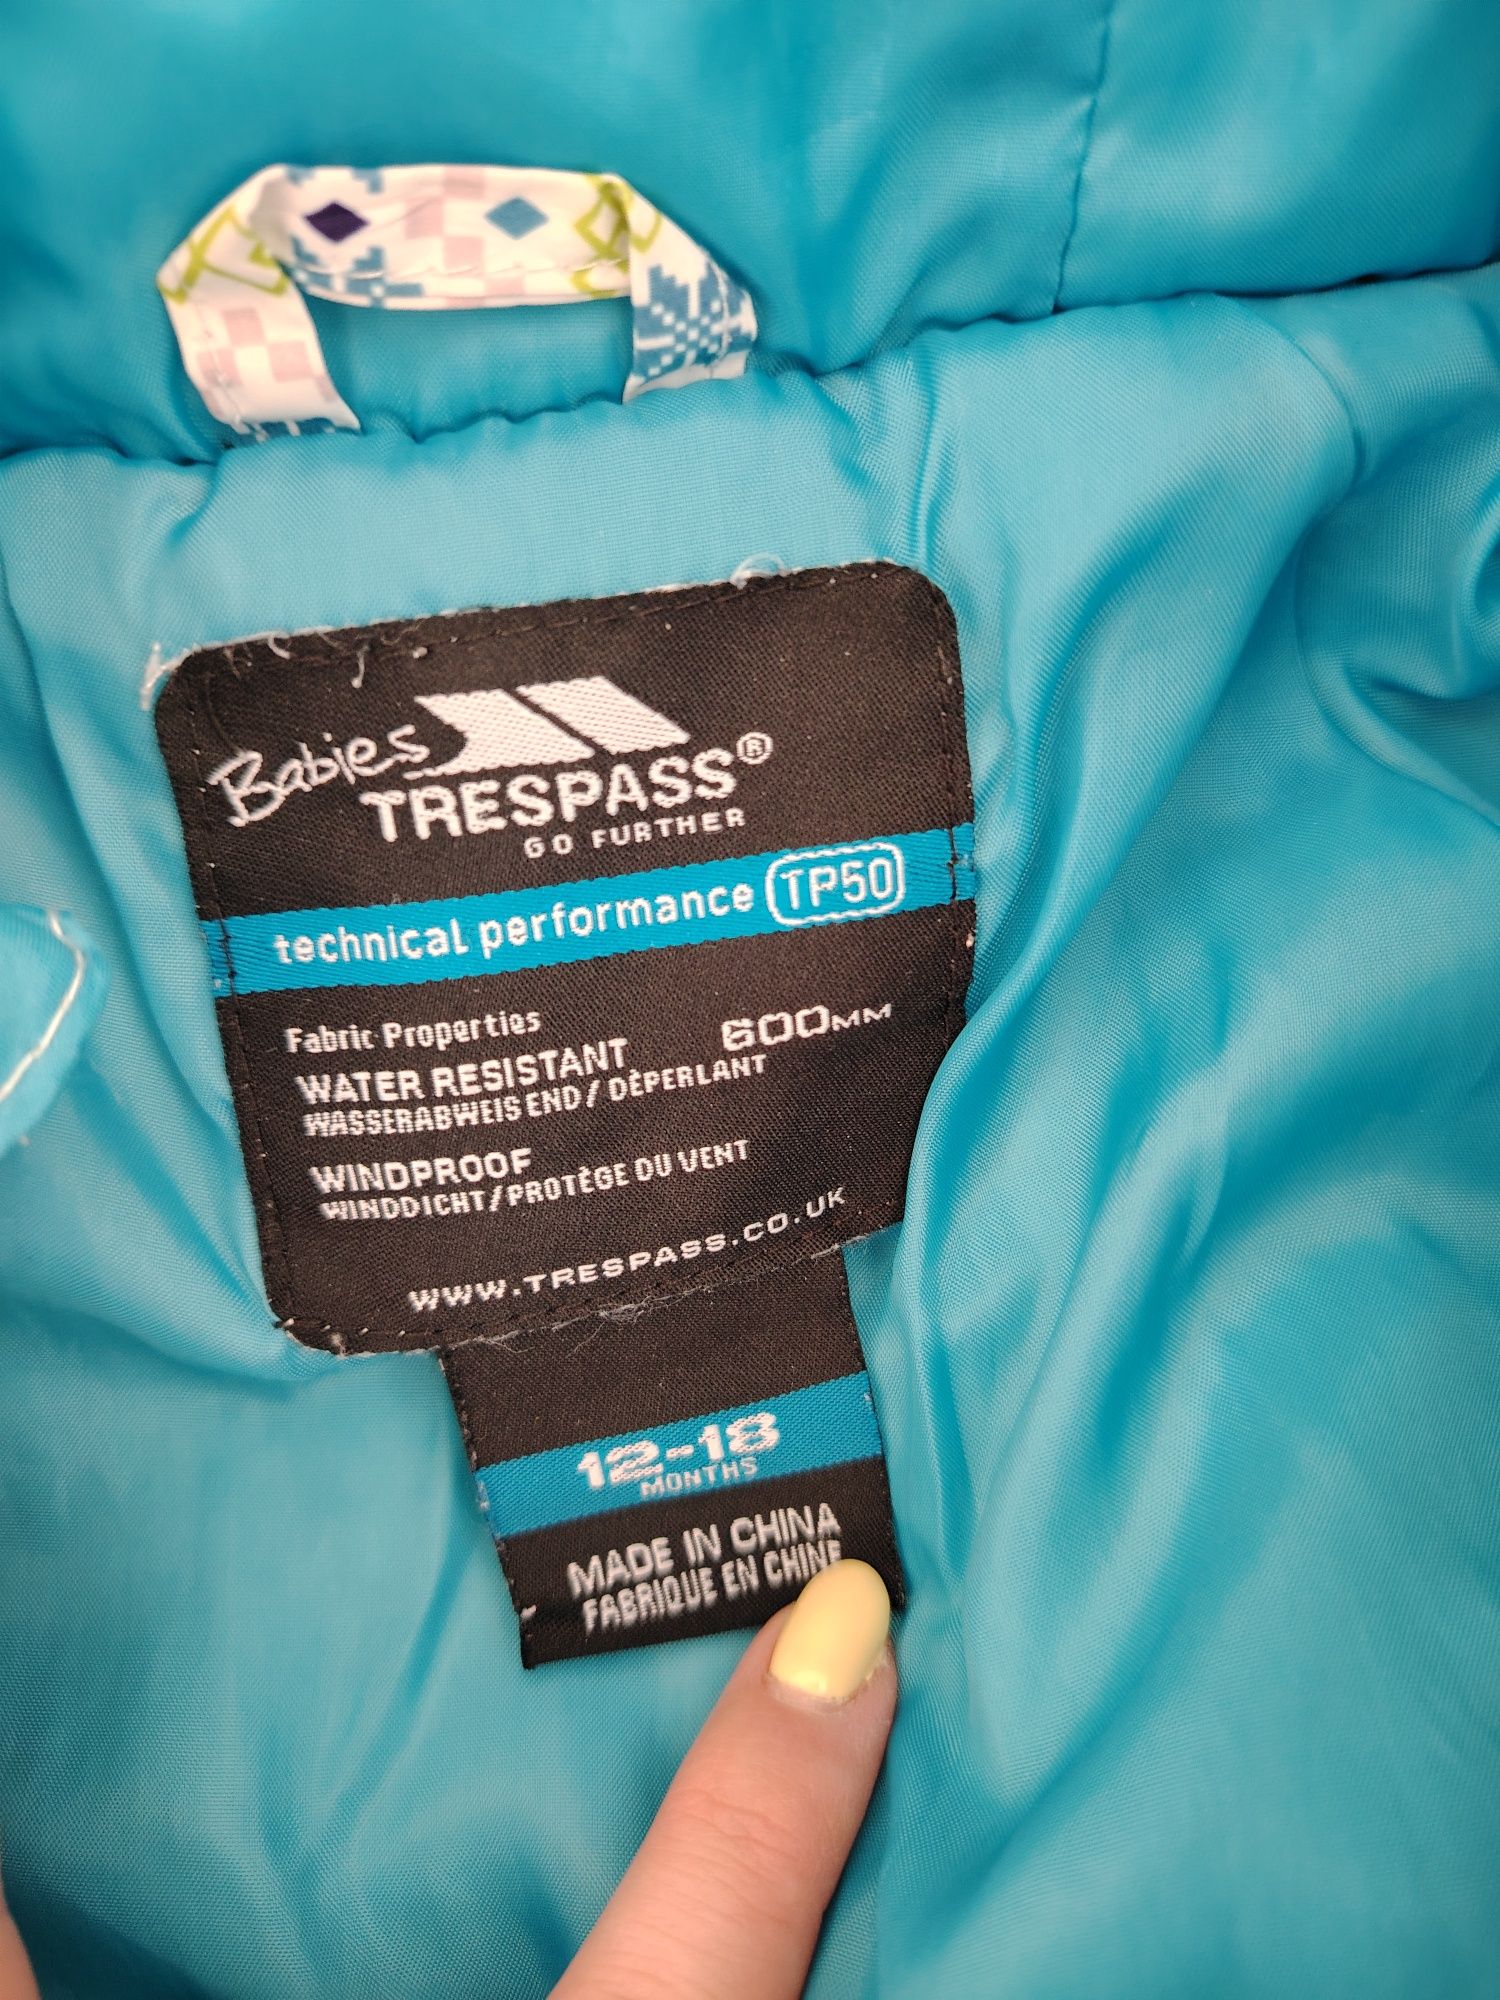 Babies
TRESPASS®
GO FURTHER
technical performance TP50
Fabric Properties
WATER RESISTANT 600MM
WASSERABWEISEND / DÈPERLANT
WINDPROOF
WINDDICHT/PROTÈGE DU VENT
WWW.TRESPASS.CO.UK
12-18
MONTHS
MADE IN CHINA
FABRIQUE EN CHINE